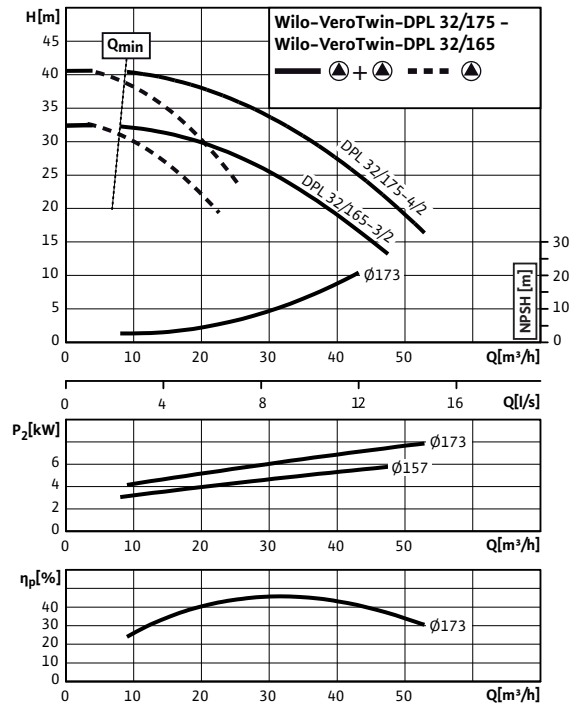 H[m]
Wilo-VeroTwin-DPL 32/175 -
Wilo-VeroTwin-DPL 32/165
+
Qmin
45
40
35
30
25
20
15
10
5
0
DPL 32/175-4/2
DPL 32/165-3/2
Ø173
30
20
10
0
NPSH [m]
0
10
20
30
40
50
Q[m³/h]
0
4
8
12
16
Q[l/s]
P₂[kW]
6
4
2
0
Ø173
Ø157
0
10
20
30
40
50
Q[m³/h]
ηp[%]
40
30
20
10
0
Ø173
0
10
20
30
40
50
Q[m³/h]